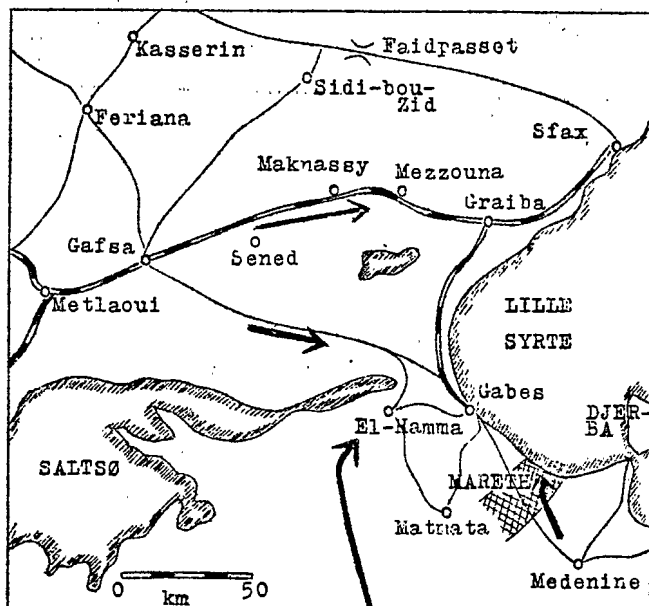 Kasserin
Faidpasset
Sidi-bou-
Zid
Feriana
Sfax
Maknassy
Mezzouna
Graiba
Gafsa
Sened
Metlaoui
LILLE
SYRTE
Gabes
El-Hamma
DJER-
BA
SALTSØ
MARETH
Matmata
0 50
km
Medenine